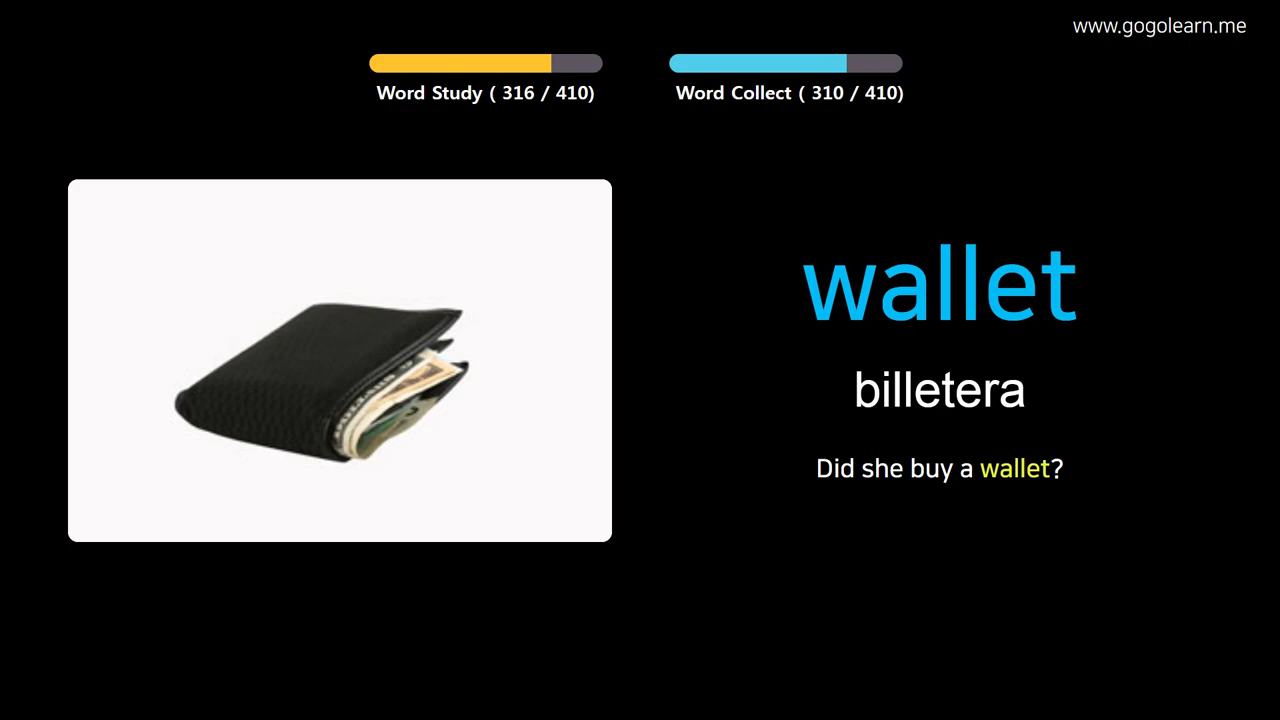 www.gogolearn.me
Word Study ( 316 / 410)
Word Collect ( 310 / 410)
wallet
billetera
Did she buy a wallet?